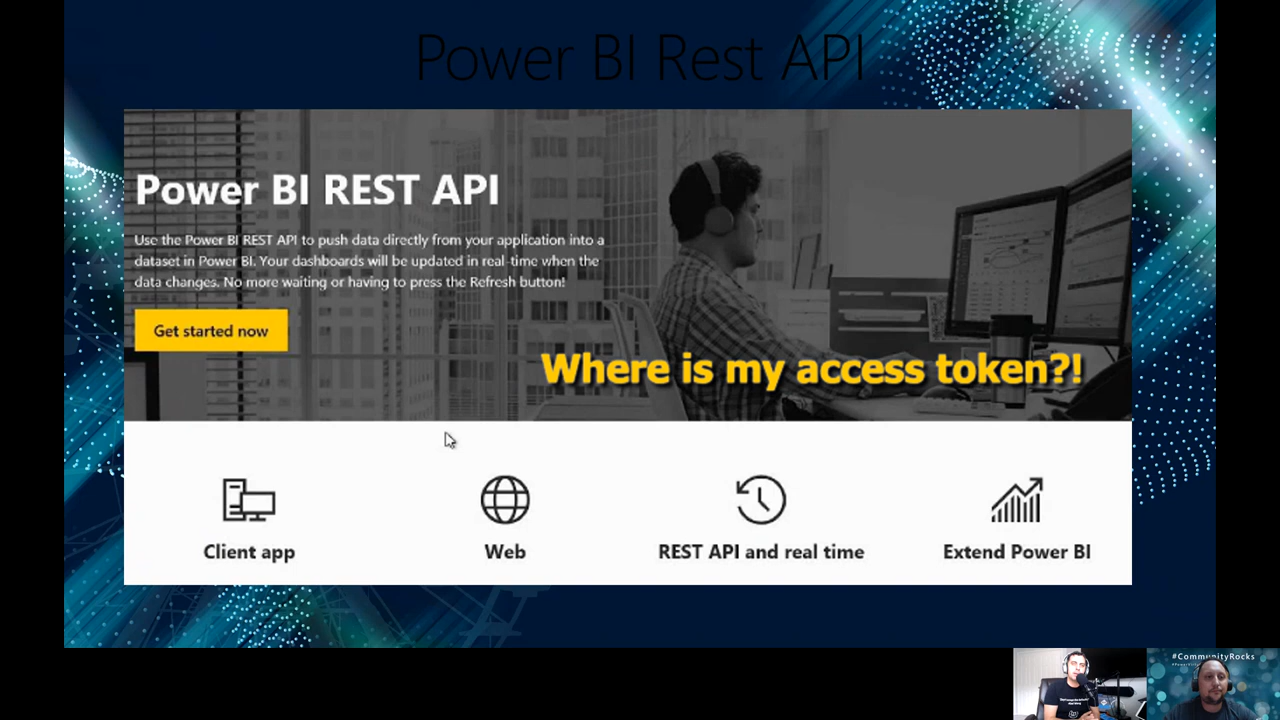 Power BI Rest API
Power BI REST API
Use the Power BI REST API to push data directly from your application into a
dataset in Power BI. Your dashboards will be updated in real-time when the
data changes. No more waiting or having to press the Refresh button!
Get started now
Where is my access token?!
Client app
Web
REST API and real time
Extend Power BI
#CommunityRocks